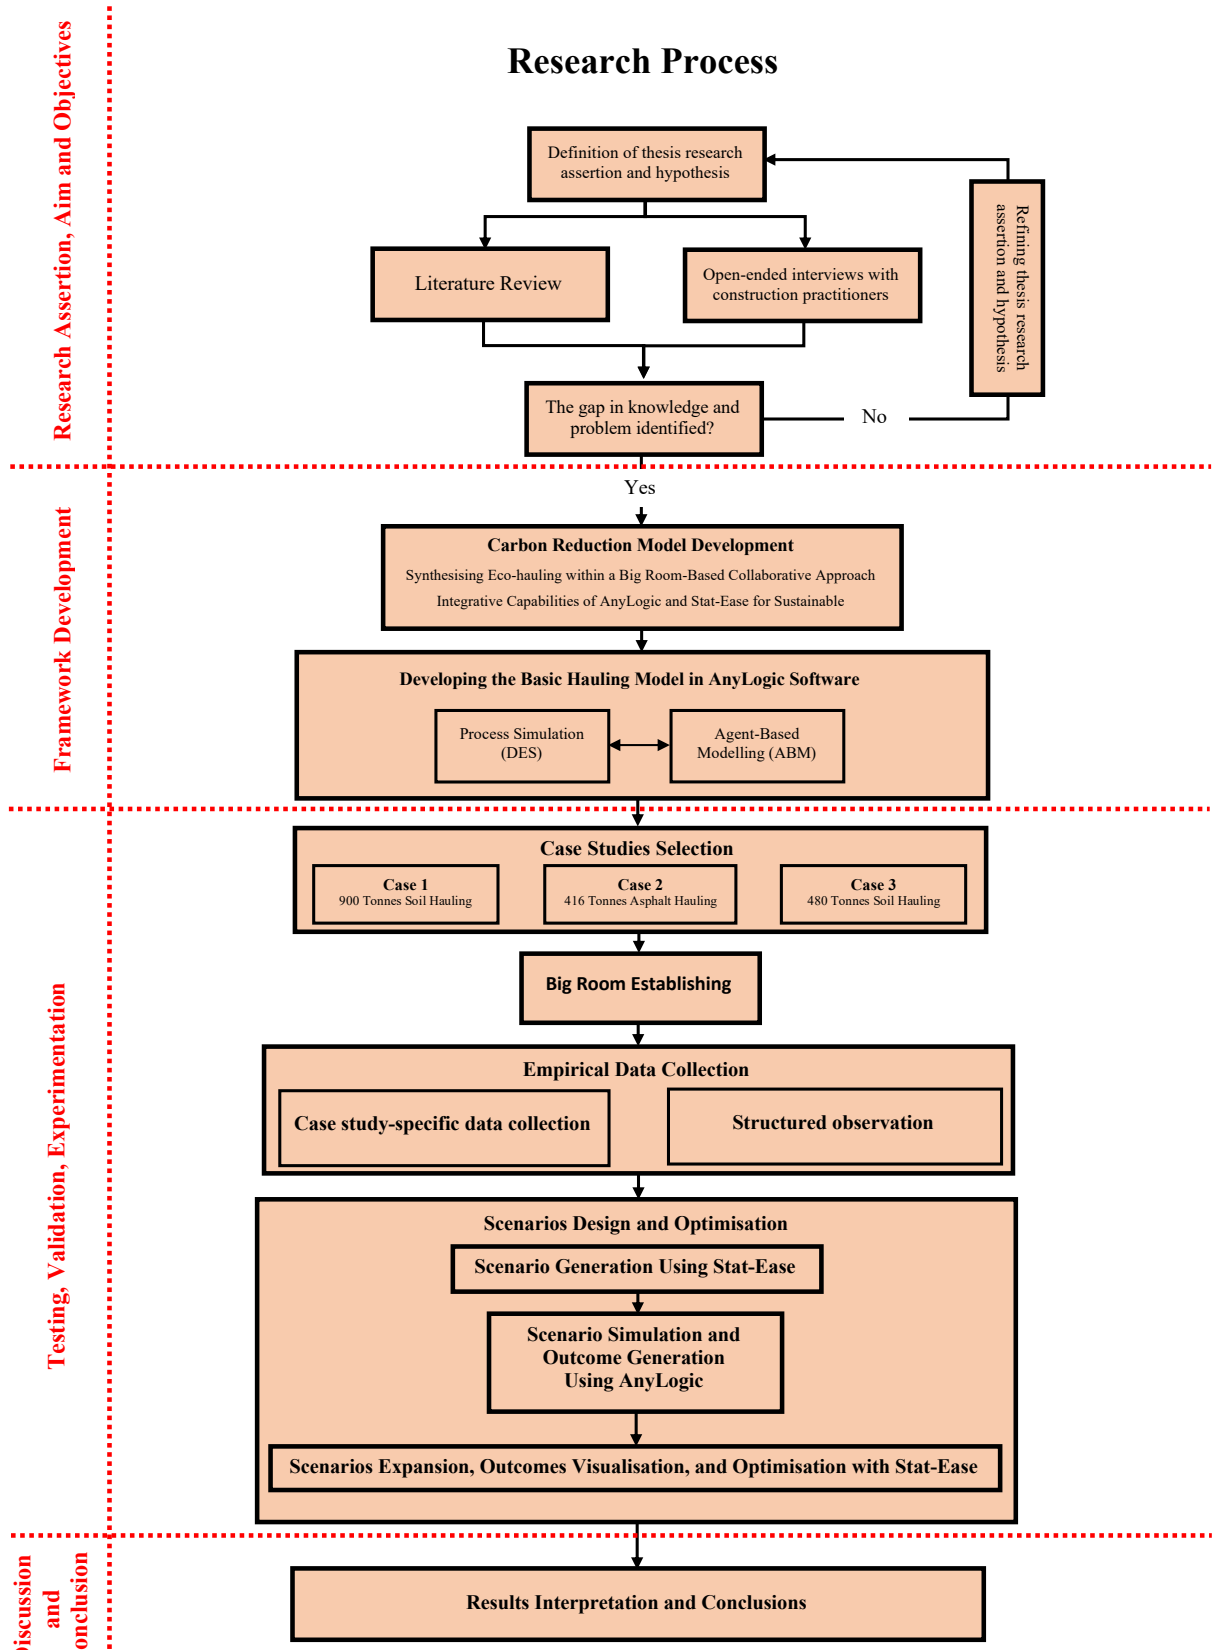 Research Process
Research Assertion, Aim and Objectives
Definition of thesis research
assertion and hypothesis
Literature Review
Open-ended interviews with
construction practitioners
Refining thesis research
assertion and hypothesis
The gap in knowledge and
problem identified?
No
Yes
Framework Development
Carbon Reduction Model Development
Synthesising Eco-hauling within a Big Room-Based Collaborative Approach
Integrative Capabilities of AnyLogic and Stat-Ease for Sustainable
Developing the Basic Hauling Model in AnyLogic Software
Process Simulation
(DES)
Agent-Based
Modelling (ABM)
Testing, Validation, Experimentation
Case Studies Selection
Case 1
900 Tonnes Soil Hauling
Case 2
416 Tonnes Asphalt Hauling
Case 3
480 Tonnes Soil Hauling
Big Room Establishing
Empirical Data Collection
Case study-specific data collection
Structured observation
Scenarios Design and Optimisation
Scenario Generation Using Stat-Ease
Scenario Simulation and
Outcome Generation
Using AnyLogic
Scenarios Expansion, Outcomes Visualisation, and Optimisation with Stat-Ease
Discussion
and
onclusion
Results Interpretation and Conclusions